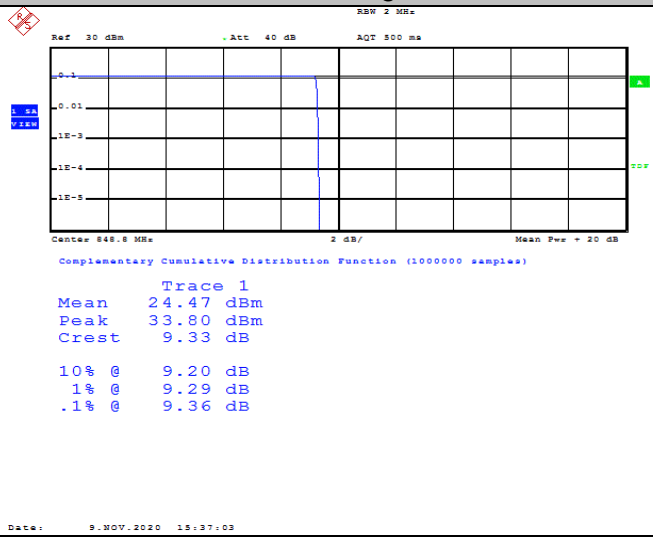 RBW 2 MHz
Ref 30 dBm Att 40 dB AQT 500 ms
R S
0.1
A
0.01
1 SA
VIEW
1E-3
1E-4
TDF
1E-5
Center 848.8 MHz 2 dB/ Mean Pwr + 20 dB
Complementary Cumulative Distribution Function (1000000 samples)
Trace 1
Mean 24.47 dBm
Peak 33.80 dBm
Crest 9.33 dB
10% @ 9.20 dB
1% @ 9.29 dB
.1% @ 9.36 dB
Date: 9.NOV.2020 15:37:03